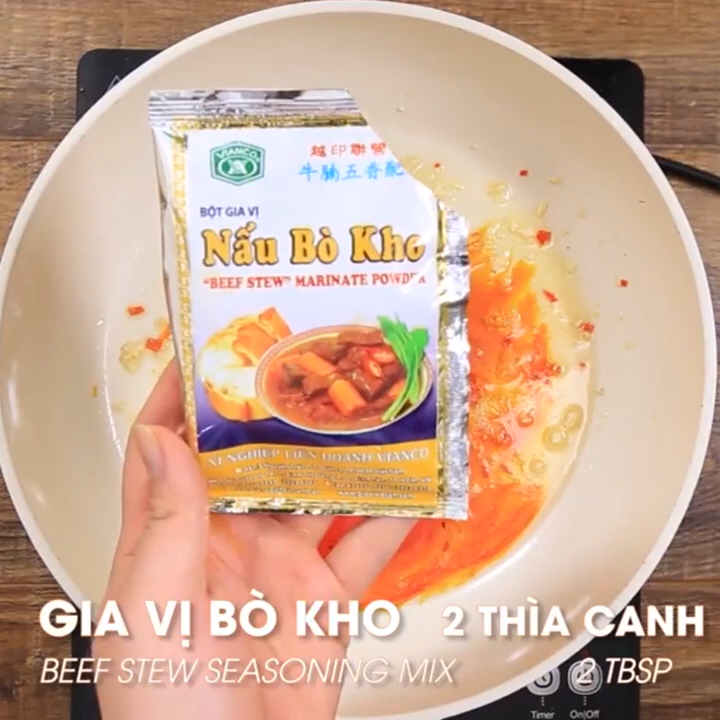 VIANCO
越印聯營
牛腩五香配
BỘT GIA VỊ
Nấu Bò Kho
"BEEF STEW" MARINATE POWDER
XÍ NGHIỆP LIÊN DOANH VIANCO
GIA VỊ BÒ KHO 2 THÌA CANH
BEEF STEW SEASONING MIX 2 TBSP
Timer On|Off